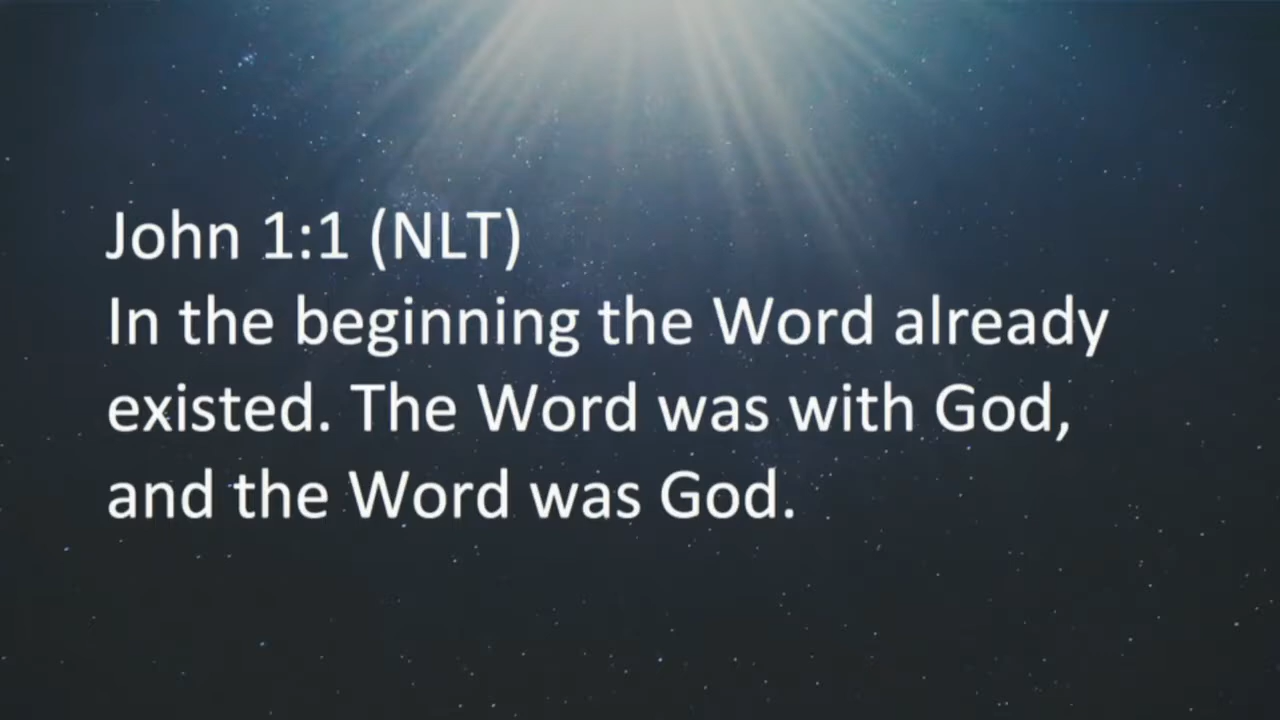 John 1:1 (NLT)
In the beginning the Word already
existed. The Word was with God,
and the Word was God.